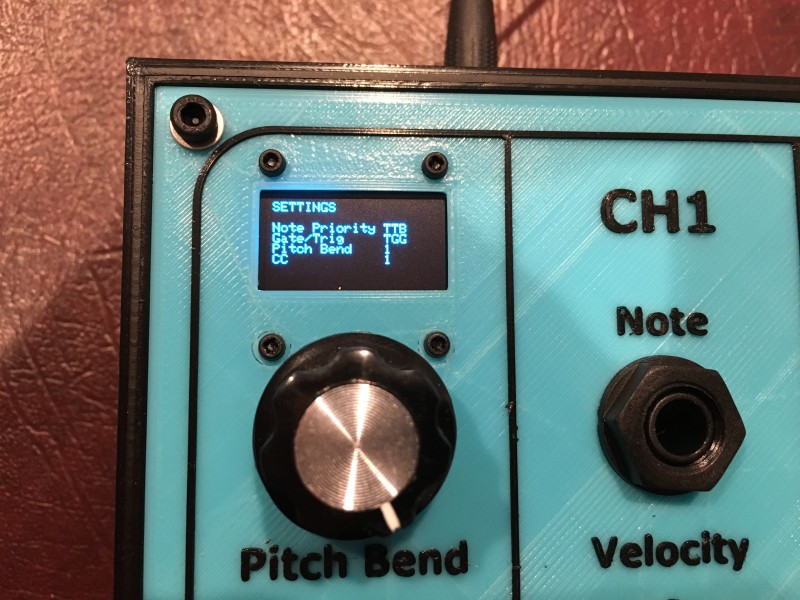 SETTINGS
Note Priority TTB
Gate/Trig TGG
Pitch Bend 1
CC 1
CH1
Note
Pitch Bend
Velocity